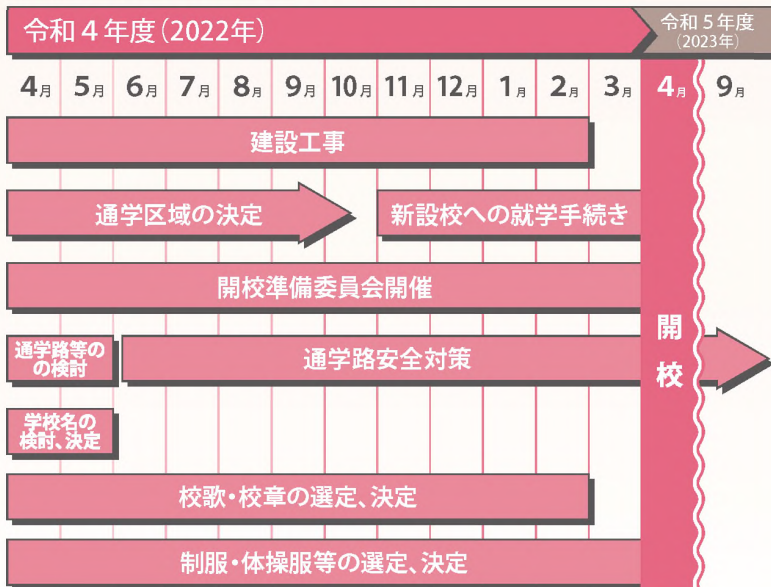 令和4年度(2022年)
令和5年度
(2023年)
4月 5月 6月 7月 8月 9月 10月 11月 12月 1月 2月 3月 4月 9月
建設工事
通学区域の決定
新設校への就学手続き
開校準備委員会開催
通学路等の
の検討
通学路安全対策
開校
学校名の
検討、決定
校歌・校章の選定、決定
制服・体操服等の選定、決定